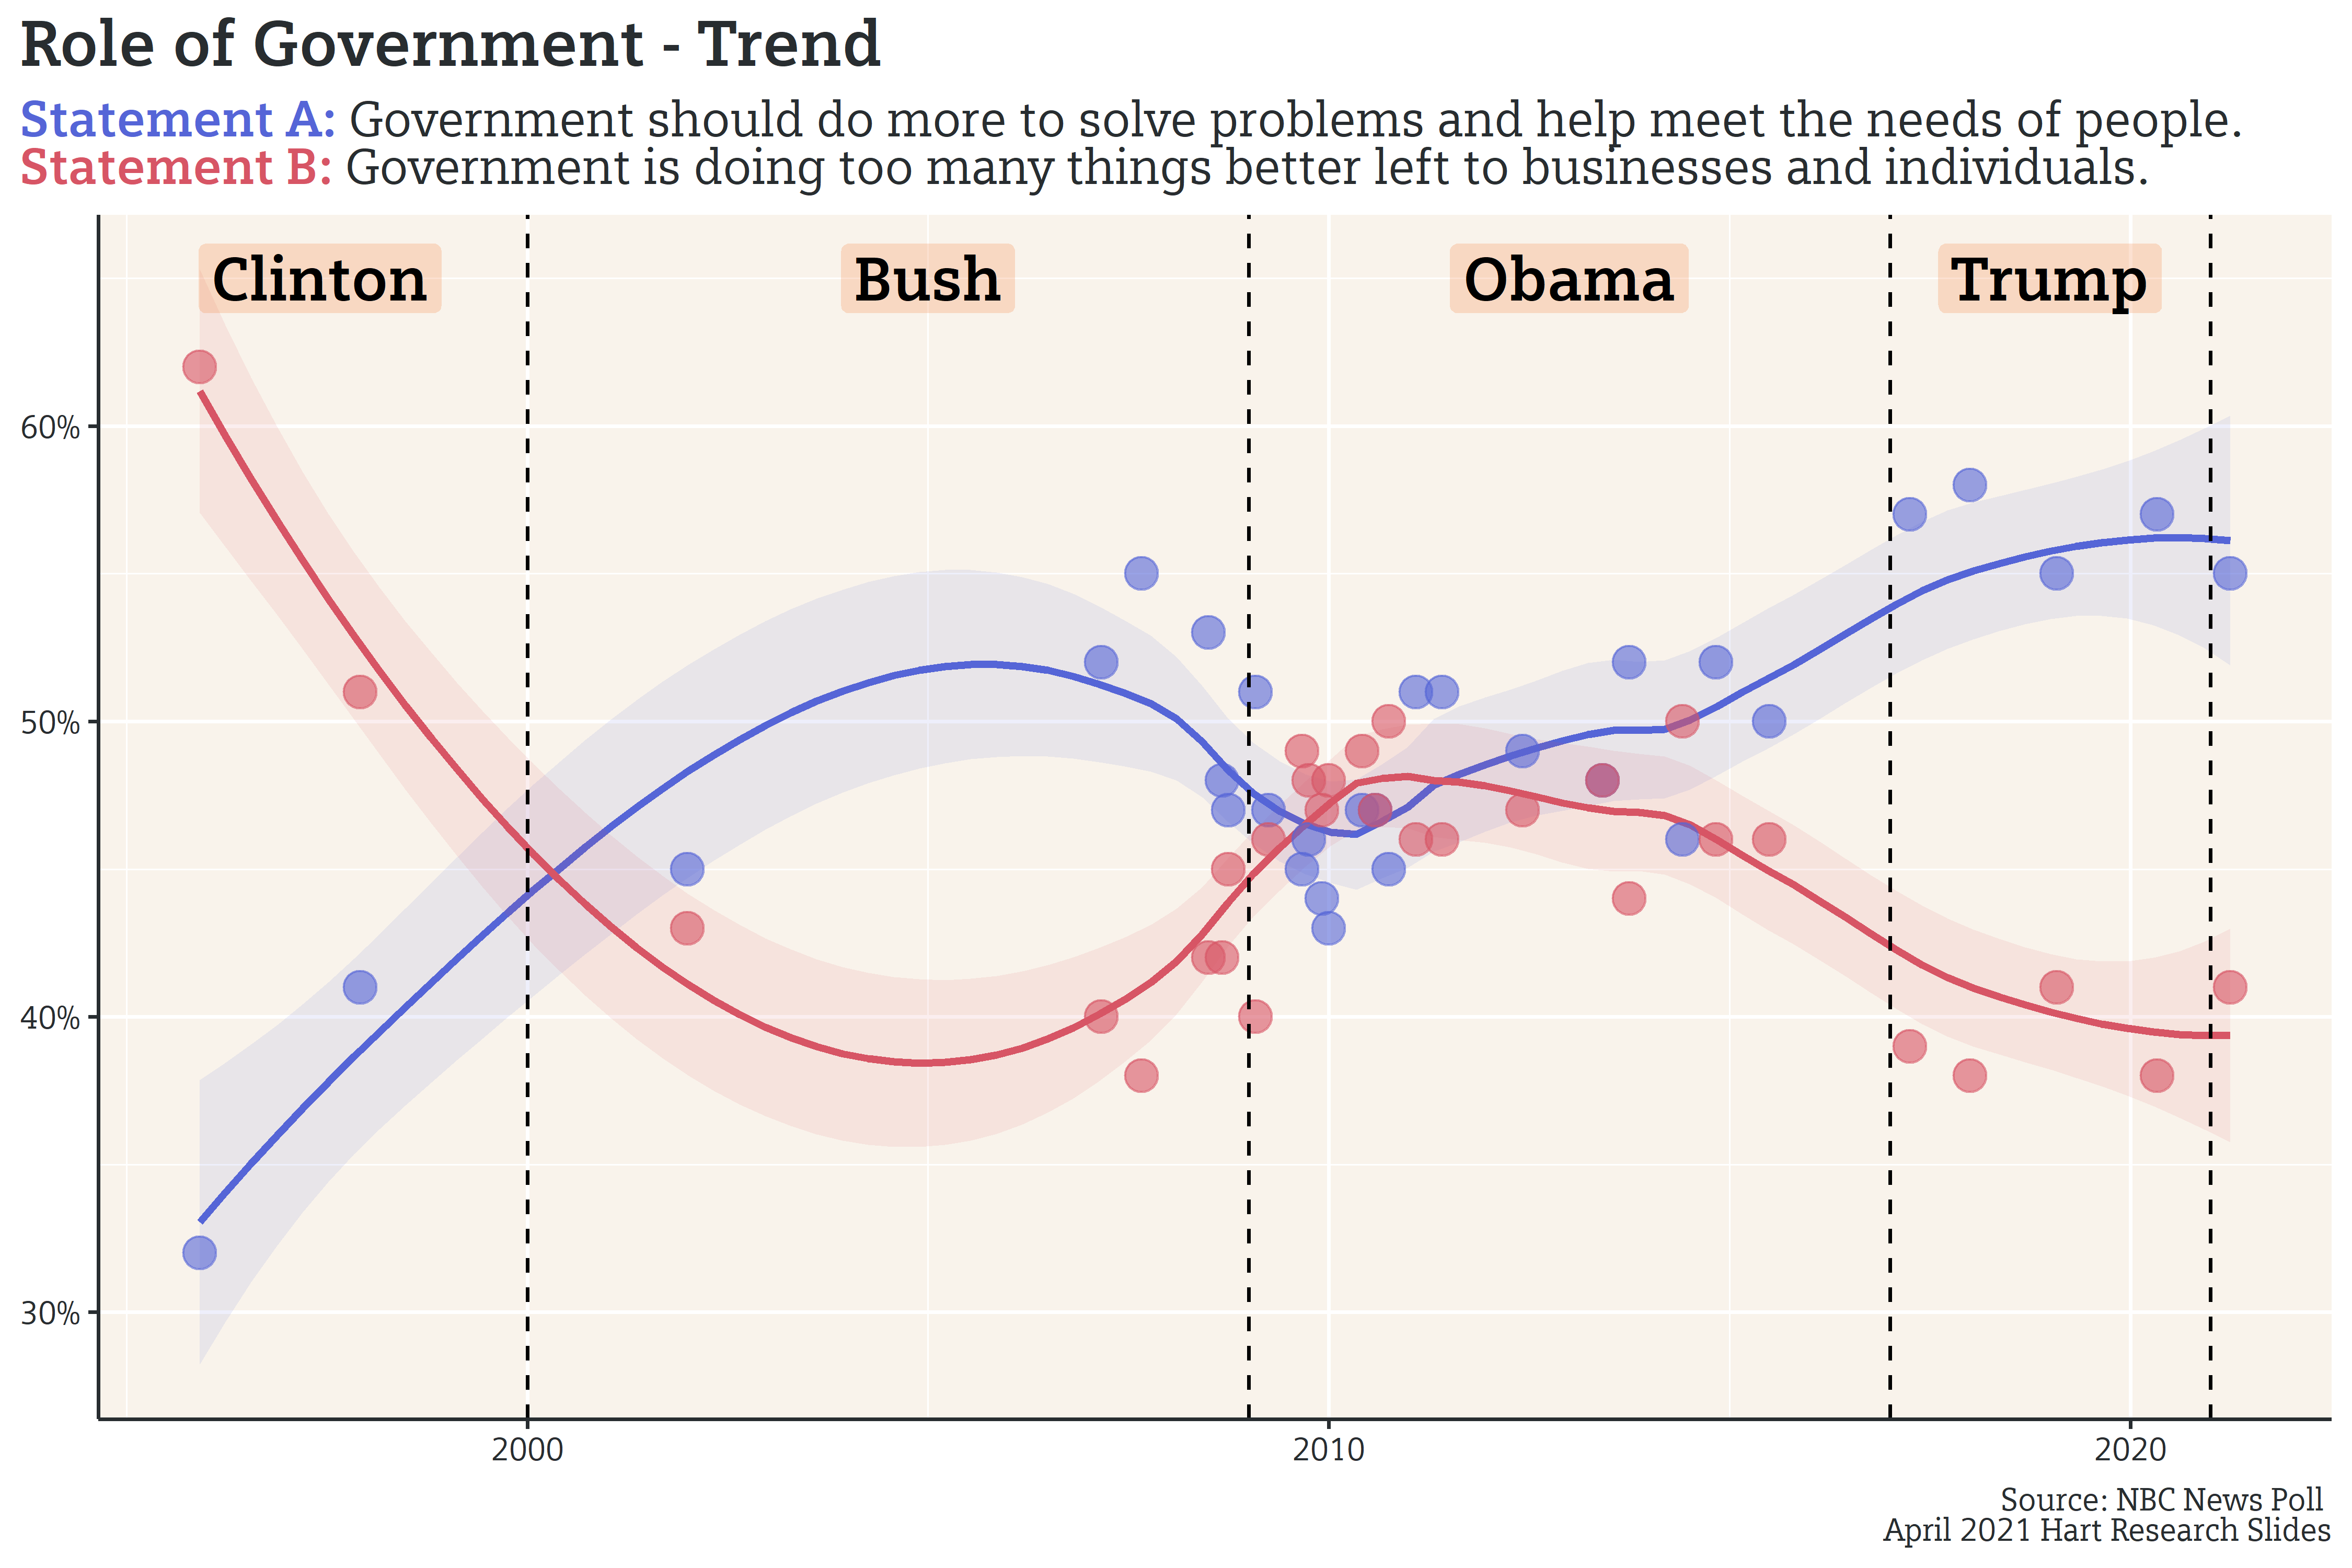 Role of Government - Trend
Statement A: Government should do more to solve problems and help meet the needs of people.
Statement B: Government is doing too many things better left to businesses and individuals.
Clinton
Bush
Obama
Trump
60%
50%
40%
30%
2000
2010
2020
Source: NBC News Poll
April 2021 Hart Research Slides